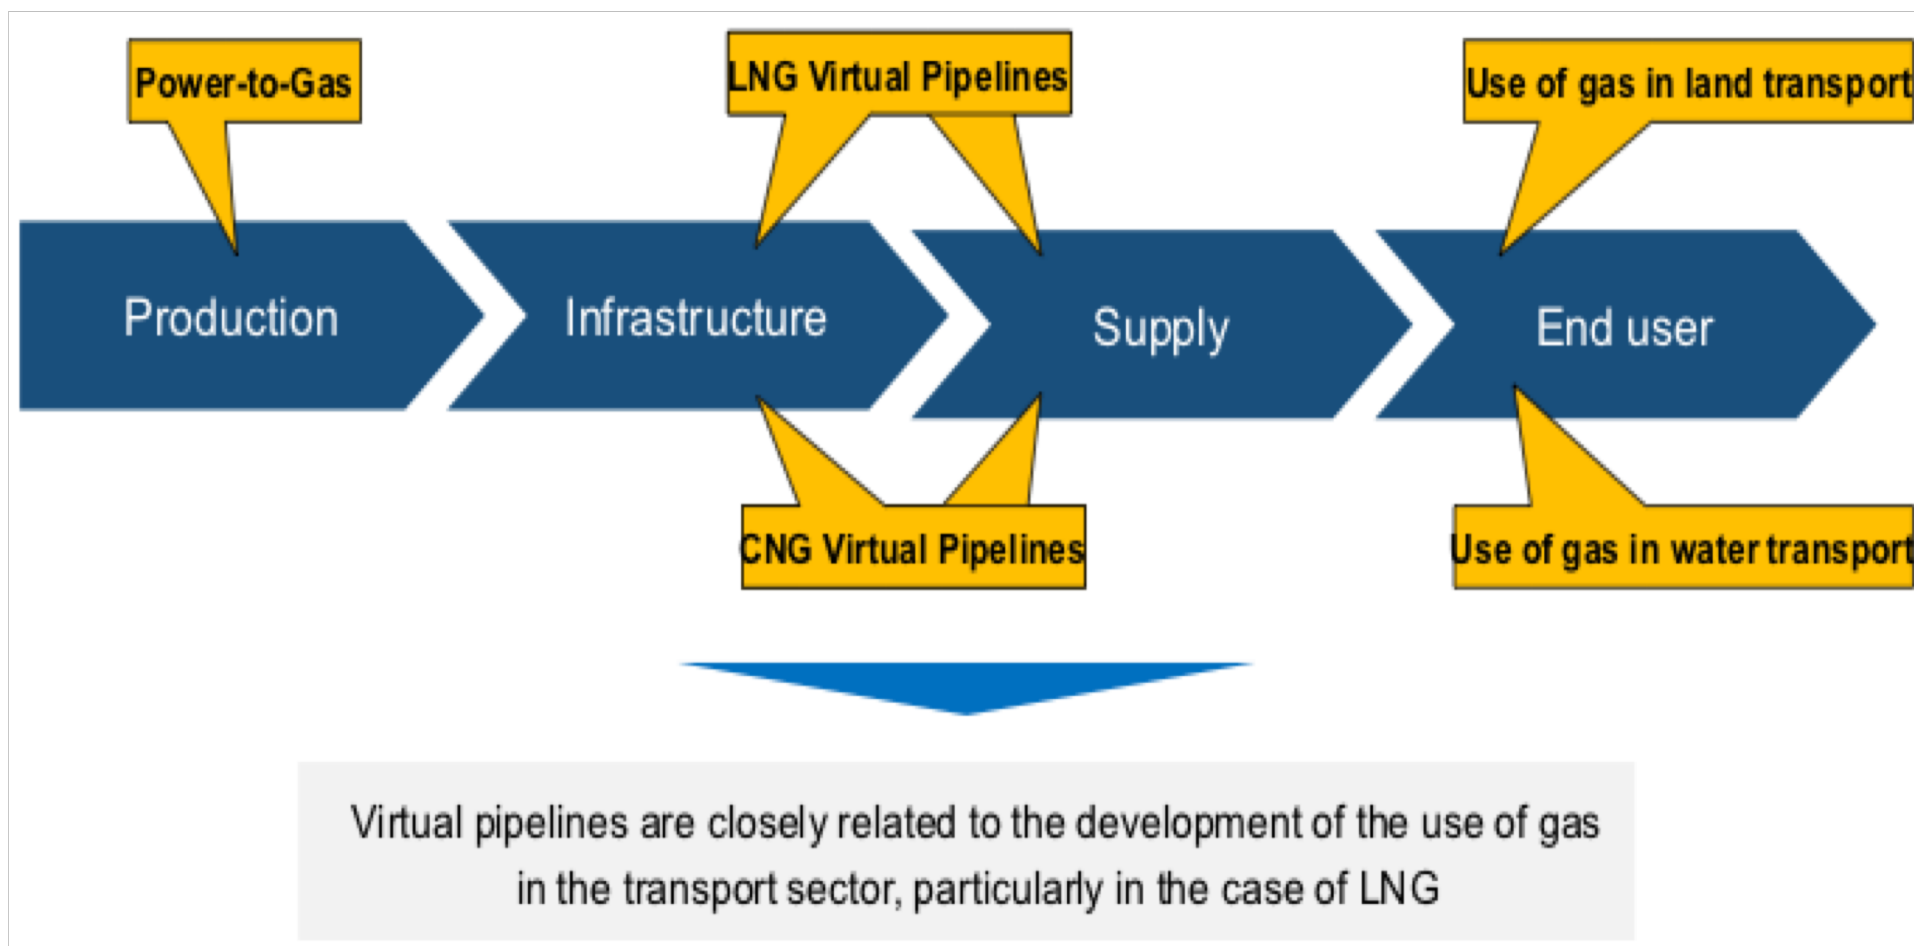 Power-to-Gas
LNG Virtual Pipelines
Use of gas in land transport
Production
Infrastructure
Supply
End user
CNG Virtual Pipelines
Use of gas in water transport
Virtual pipelines are closely related to the development of the use of gas
in the transport sector, particularly in the case of LNG